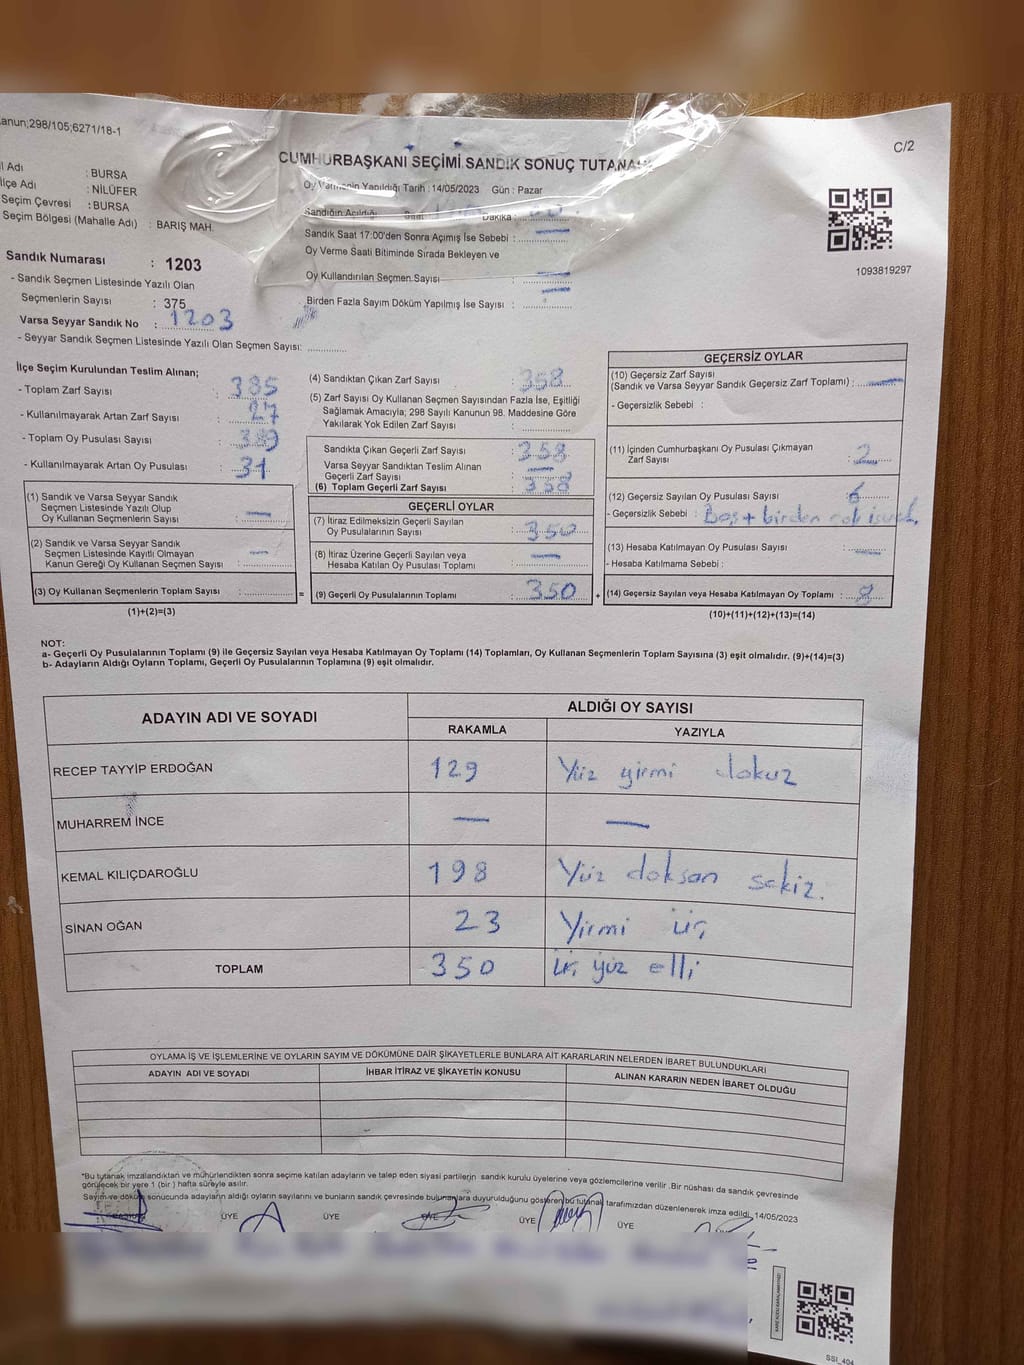 anun;298/105;6271/18-1
C/2
CUMHURBAŞKANI SEÇİMİ SANDIK SONUÇ TUTANA
l Adı : BURSA
İlçe Adı : NİLÜFER
Seçim Çevresi : BURSA
Seçim Bölgesi (Mahalle Adı) : BARIŞ MAH.
Oy Vermenin Yapıldığı Tarih : 14/05/2023 Gün : Pazar
Sandığın Açıldığı Saat Dakika :
Sandık Saat 17:00'den Sonra Açımış İse Sebebi :
Oy Verme Saati Bitiminde Sırada Bekleyen ve
Oy Kullandırılan Seçmen Sayısı :
Birden Fazla Sayım Döküm Yapılmış İse Sayısı :
1093819297
Sandık Numarası : 1203
- Sandık Seçmen Listesinde Yazılı Olan
Seçmenlerin Sayısı : 375
Varsa Seyyar Sandık No : 1203
- Seyyar Sandık Seçmen Listesinde Yazılı Olan Seçmen Sayısı:
İlçe Seçim Kurulundan Teslim Alınan;
- Toplam Zarf Sayısı : 385
- Kullanılmayarak Artan Zarf Sayısı : 27
- Toplam Oy Pusulası Sayısı : 389
- Kullanılmayarak Artan Oy Pusulası : 31
(1) Sandık ve Varsa Seyyar Sandık
Seçmen Listesinde Yazılı Olup
Oy Kullanan Seçmenlerin Sayısı : —
(2) Sandık ve Varsa Seyyar Sandık
Seçmen Listesinde Kayıtlı Olmayan
Kanun Gereği Oy Kullanan Seçmen Sayısı : —
(3) Oy Kullanan Seçmenlerin Toplam Sayısı : =
(1)+(2)=(3)
(4) Sandıktan Çıkan Zarf Sayısı : 358
(5) Zarf Sayısı Oy Kullanan Seçmen Sayısından Fazla İse, Eşitliği
Sağlamak Amacıyla; 298 Sayılı Kanunun 98. Maddesine Göre
Yakılarak Yok Edilen Zarf Sayısı :
Sandıkta Çıkan Geçerli Zarf Sayısı : 358
Varsa Seyyar Sandıktan Teslim Alınan
Geçerli Zarf Sayısı : —
(6) Toplam Geçerli Zarf Sayısı : 358
GEÇERLİ OYLAR
(7) İtiraz Edilmeksizin Geçerli Sayılan
Oy Pusulalarının Sayısı : 350
(8) İtiraz Üzerine Geçerli Sayılan veya
Hesaba Katılan Oy Pusulası Toplamı : —
(9) Geçerli Oy Pusulalarının Toplamı : 350 +
GEÇERSİZ OYLAR
(10) Geçersiz Zarf Sayısı
(Sandık ve Varsa Seyyar Sandık Geçersiz Zarf Toplamı) : —
- Geçersizlik Sebebi :
(11) İçinden Cumhurbaşkanı Oy Pusulası Çıkmayan
Zarf Sayısı : 2
(12) Geçersiz Sayılan Oy Pusulası Sayısı : 6
- Geçersizlik Sebebi : Boş + birden
(13) Hesaba Katılmayan Oy Pusulası Sayısı : —
- Hesaba Katılmama Sebebi :
(14) Geçersiz Sayılan veya Hesaba Katılmayan Oy Toplamı : 8
(10)+(11)+(12)+(13)=(14)
NOT:
a- Geçerli Oy Pusulalarının Toplamı (9) ile Geçersiz Sayılan veya Hesaba Katılmayan Oy Toplamı (14) Toplamları, Oy Kullanan Seçmenlerin Toplam Sayısına (3) eşit olmalıdır. (9)+(14)=(3)
b- Adayların Aldığı Oyların Toplamı, Geçerli Oy Pusulalarının Toplamına (9) eşit olmalıdır.
ADAYIN ADI VE SOYADI
ALDIĞI OY SAYISI
RAKAMLA YAZIYLA
RECEP TAYYİP ERDOĞAN 129 Yüz yirmi dokuz
MUHARREM İNCE — —
KEMAL KILIÇDAROĞLU 198 Yüz doksan sekiz.
SİNAN OĞAN 23 Yirmi üç
TOPLAM 350 üç yüz elli
OYLAMA İŞ VE İŞLEMLERİNE VE OYLARIN SAYIM VE DÖKÜMÜNE DAİR ŞİKAYETLERLE BUNLARA AİT KARARLARIN NELERDEN İBARET BULUNDUKLARI
ADAYIN ADI VE SOYADI İHBAR İTİRAZ VE ŞİKAYETİN KONUSU ALINAN KARARIN NEDEN İBARET OLDUĞU
*Bu tutanak imzalandıktan ve mühürlendikten sonra seçime katılan adayların ve talep eden siyasi partilerin sandık kurulu üyelerine veya gözlemcilerine verilir .Bir nüshası da sandık çevresinde
görülecek bir yere 1 (bir ) hafta süreyle asılır.
Sayım ve döküm sonucunda adayların aldığı oyların sayılarını ve bunların sandık çevresinde bulunanlara duyurulduğunu gösteren bu tutanak tarafımızdan düzenlenerek imza edildi. 14/05/2023
ÜYE ÜYE ÜYE ÜYE ÜYE
SSI_404